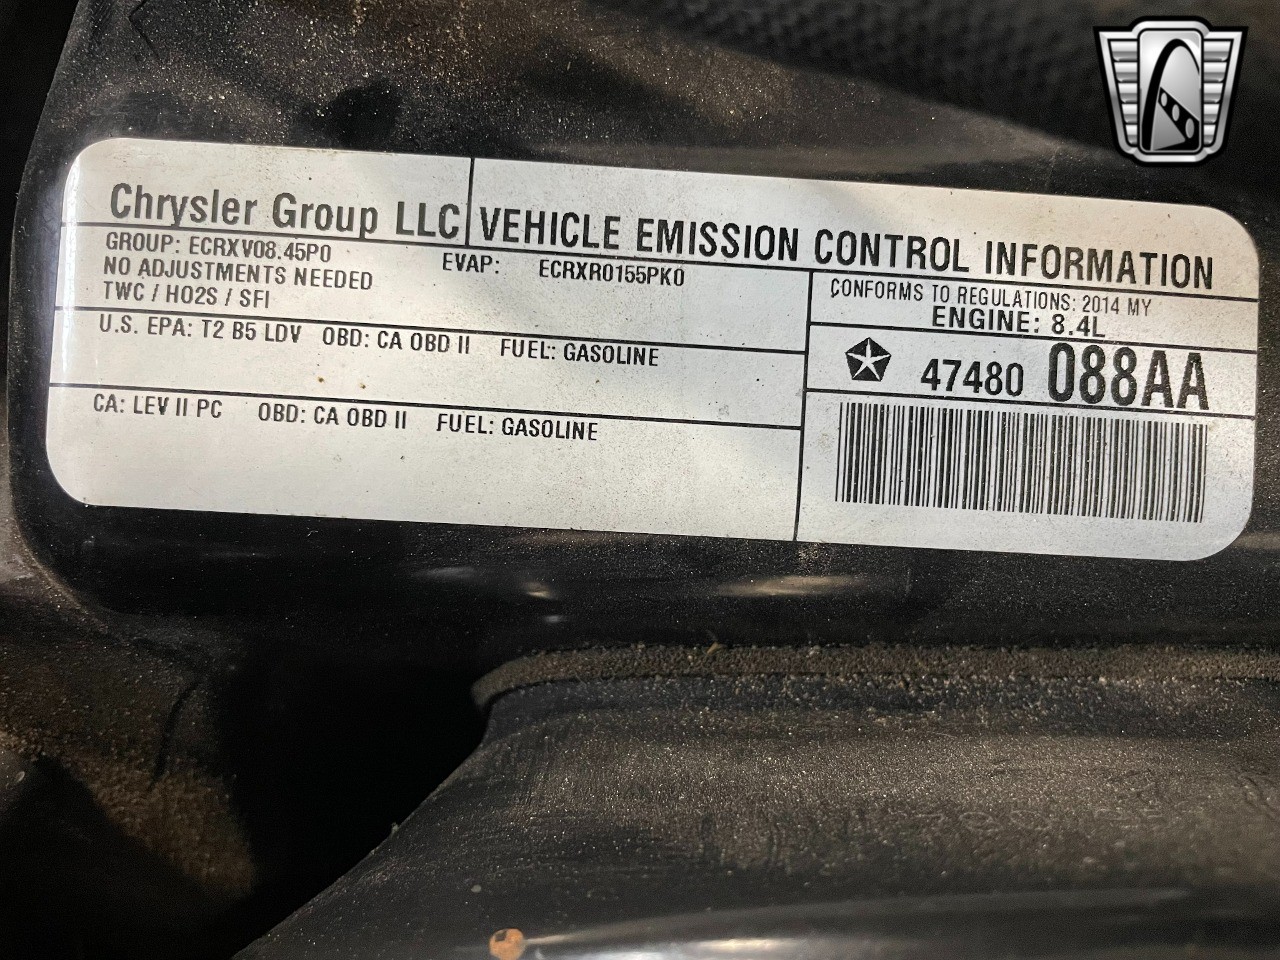 Chrysler Group LLC VEHICLE EMISSION CONTROL INFORMATION
GROUP: ECRXV08.45P0 EVAP: ECRXR0155PK0
NO ADJUSTMENTS NEEDED
TWC / HO2S / SFI
CONFORMS TO REGULATIONS: 2014 MY
ENGINE: 8.4L
U.S. EPA: T2 B5 LDV OBD: CA OBD II FUEL: GASOLINE
47480 088AA
CA: LEV II PC OBD: CA OBD II FUEL: GASOLINE